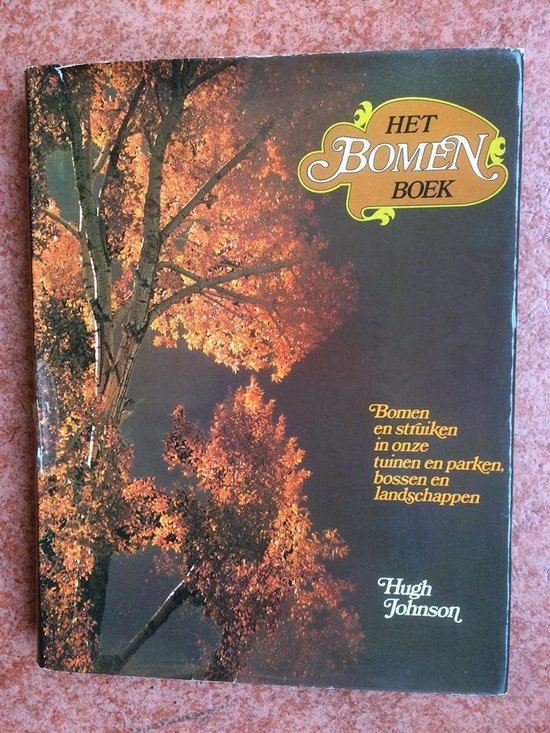 HET
BOMEN
BOEK
Bomen
en struiken
in onze
tuinen en parken,
bossen en
landschappen
Hugh
Johnson